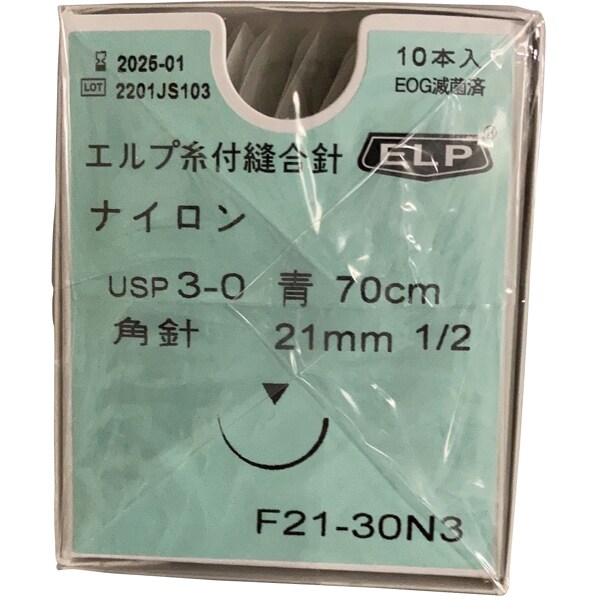 2025-01
LOT 2201JS103
10本入
EOG滅菌済
エルプ糸付縫合針 ELP®
ナイロン
USP 3-0 青 70cm
角針 21mm 1/2
F21-30N3